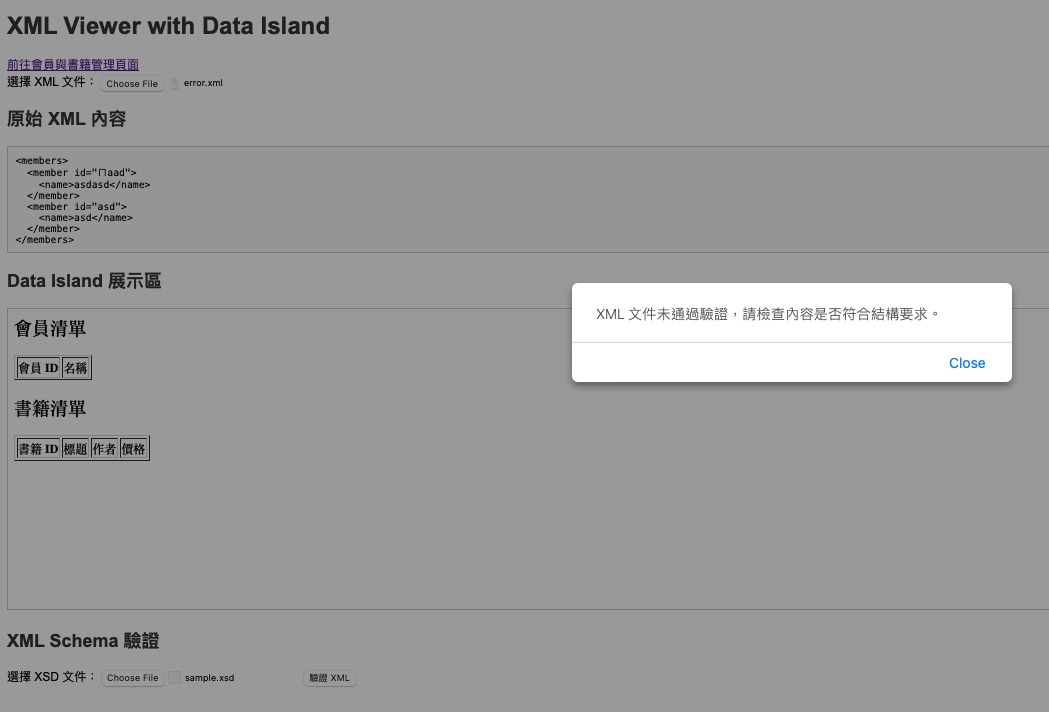 XML Viewer with Data Island
前往會員與書籍管理頁面
選擇 XML 文件： Choose File error.xml
原始 XML 內容
<members>
  <member id="口aad">
    <name>asdasd</name>
  </member>
  <member id="asd">
    <name>asd</name>
  </member>
</members>
Data Island 展示區
會員清單
會員 ID 名稱
書籍清單
書籍 ID 標題 作者 價格
XML 文件未通過驗證，請檢查內容是否符合結構要求。
Close
XML Schema 驗證
選擇 XSD 文件： Choose File sample.xsd 驗證 XML